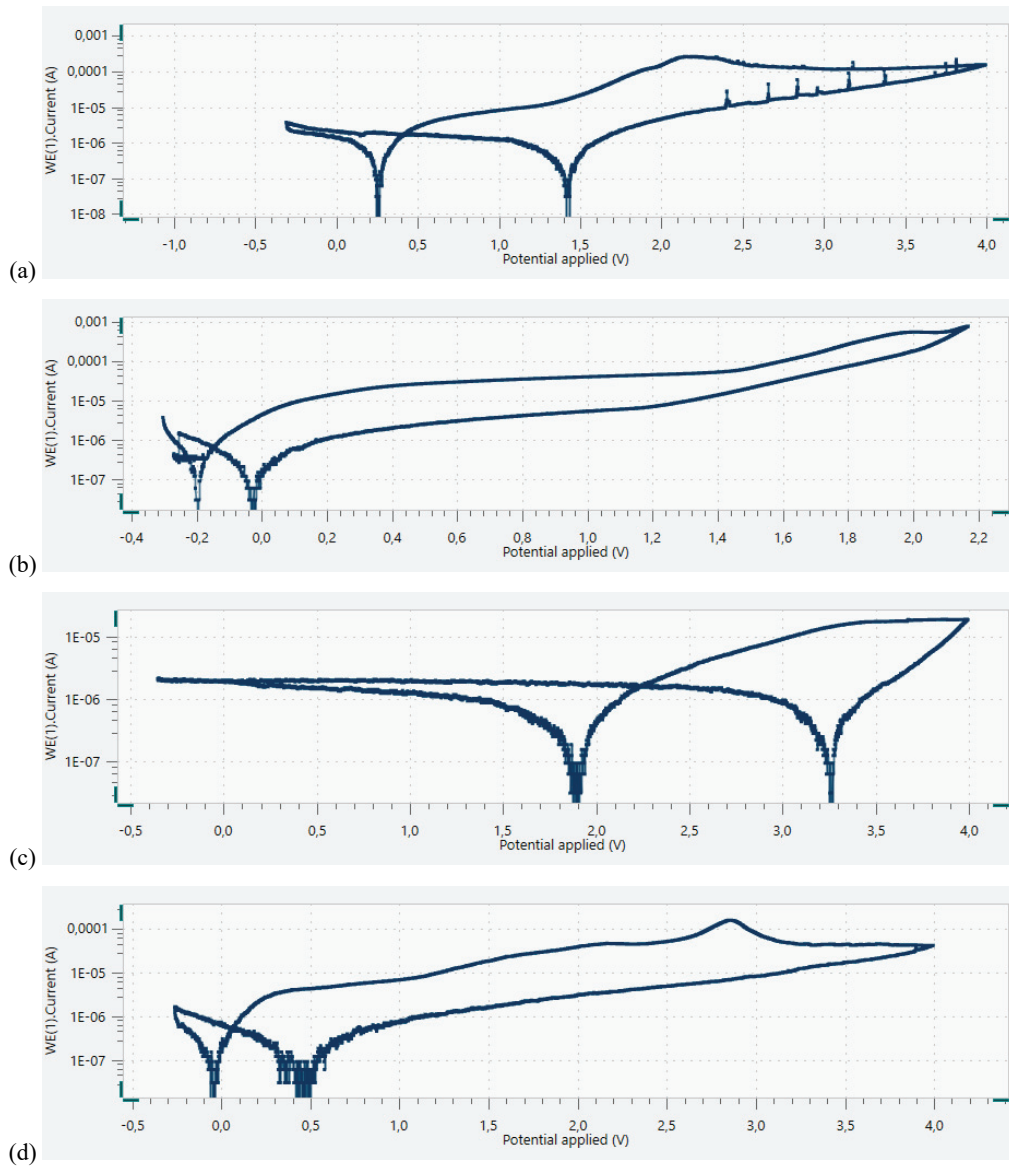 0,001
0,0001
1E-05
1E-06
1E-07
1E-08
WE(1).Current (A)
-1,0 -0,5 0,0 0,5 1,0 1,5 2,0 2,5 3,0 3,5 4,0
Potential applied (V)
(a)
0,001
0,0001
1E-05
1E-06
1E-07
WE(1).Current (A)
-0,4 -0,2 0,0 0,2 0,4 0,6 0,8 1,0 1,2 1,4 1,6 1,8 2,0 2,2
Potential applied (V)
(b)
1E-05
1E-06
1E-07
WE(1).Current (A)
-0,5 0,0 0,5 1,0 1,5 2,0 2,5 3,0 3,5 4,0
Potential applied (V)
(c)
0,0001
1E-05
1E-06
1E-07
WE(1).Current (A)
-0,5 0,0 0,5 1,0 1,5 2,0 2,5 3,0 3,5 4,0
Potential applied (V)
(d)